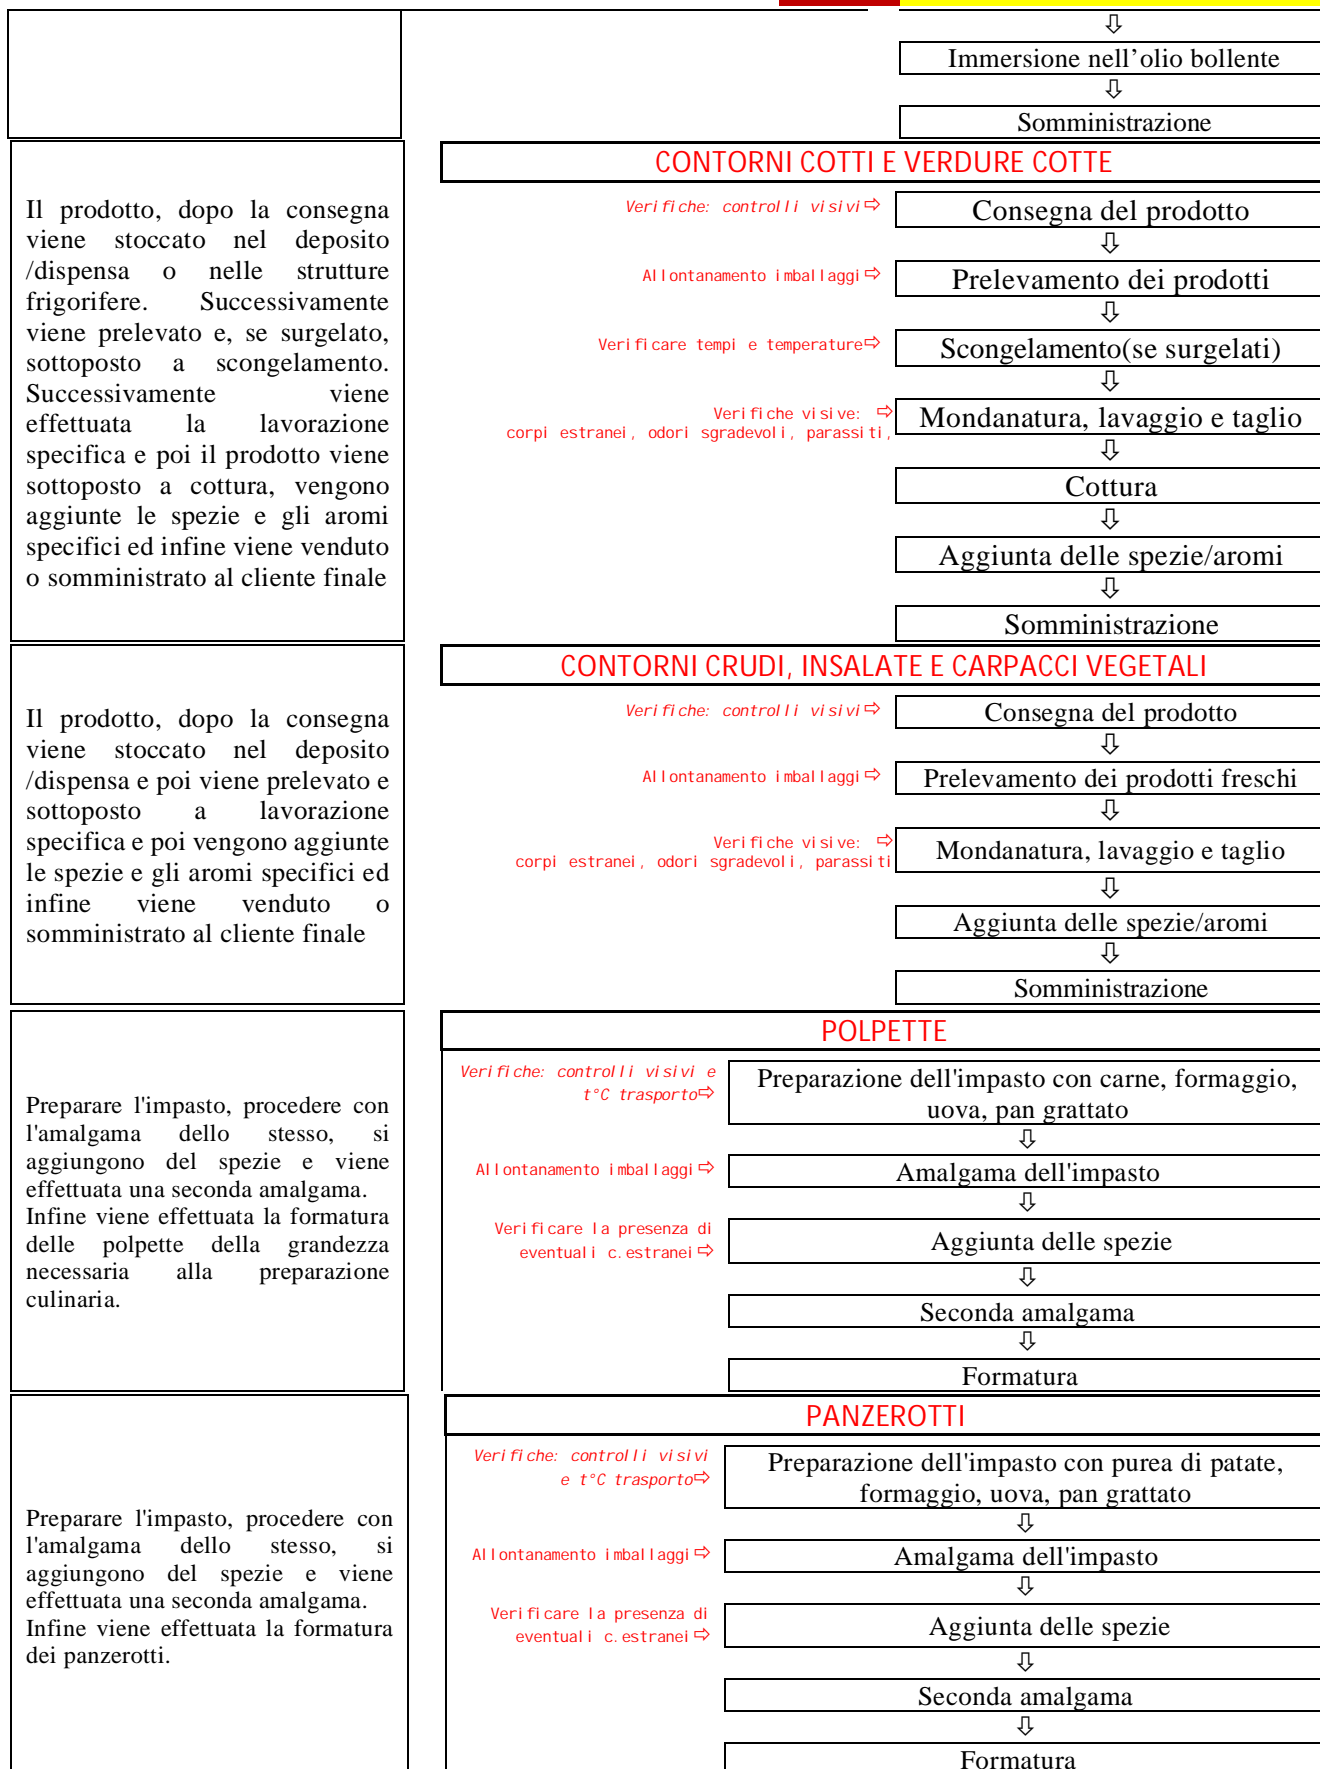 ⇩
Immersione nell’olio bollente
⇩
Somministrazione
Il prodotto, dopo la consegna
viene stoccato nel deposito
/dispensa o nelle strutture
frigorifere. Successivamente
viene prelevato e, se surgelato,
sottoposto a scongelamento.
Successivamente viene
effettuata la lavorazione
specifica e poi il prodotto viene
sottoposto a cottura, vengono
aggiunte le spezie e gli aromi
specifici ed infine viene venduto
o somministrato al cliente finale
CONTORNI COTTI E VERDURE COTTE
Verifiche: controlli visivi⇨ Consegna del prodotto
⇩
Allontanamento imballaggi⇨ Prelevamento dei prodotti
⇩
Verificare tempi e temperature⇨ Scongelamento(se surgelati)
⇩
Verifiche visive: ⇨
corpi estranei, odori sgradevoli, parassiti,
Mondanatura, lavaggio e taglio
⇩
Cottura
⇩
Aggiunta delle spezie/aromi
⇩
Somministrazione
Il prodotto, dopo la consegna
viene stoccato nel deposito
/dispensa e poi viene prelevato e
sottoposto a lavorazione
specifica e poi vengono aggiunte
le spezie e gli aromi specifici ed
infine viene venduto o
somministrato al cliente finale
CONTORNI CRUDI, INSALATE E CARPACCI VEGETALI
Verifiche: controlli visivi⇨ Consegna del prodotto
⇩
Allontanamento imballaggi⇨ Prelevamento dei prodotti freschi
⇩
Verifiche visive: ⇨
corpi estranei, odori sgradevoli, parassiti
Mondanatura, lavaggio e taglio
⇩
Aggiunta delle spezie/aromi
⇩
Somministrazione
Preparare l'impasto, procedere con
l'amalgama dello stesso, si
aggiungono del spezie e viene
effettuata una seconda amalgama.
Infine viene effettuata la formatura
delle polpette della grandezza
necessaria alla preparazione
culinaria.
POLPETTE
Verifiche: controlli visivi e
t°C trasporto⇨
Preparazione dell'impasto con carne, formaggio,
uova, pan grattato
⇩
Allontanamento imballaggi⇨ Amalgama dell'impasto
⇩
Verificare la presenza di
eventuali c.estranei⇨
Aggiunta delle spezie
⇩
Seconda amalgama
⇩
Formatura
Preparare l'impasto, procedere con
l'amalgama dello stesso, si
aggiungono del spezie e viene
effettuata una seconda amalgama.
Infine viene effettuata la formatura
dei panzerotti.
PANZEROTTI
Verifiche: controlli visivi
e t°C trasporto⇨
Preparazione dell'impasto con purea di patate,
formaggio, uova, pan grattato
⇩
Allontanamento imballaggi⇨ Amalgama dell'impasto
⇩
Verificare la presenza di
eventuali c.estranei⇨
Aggiunta delle spezie
⇩
Seconda amalgama
⇩
Formatura